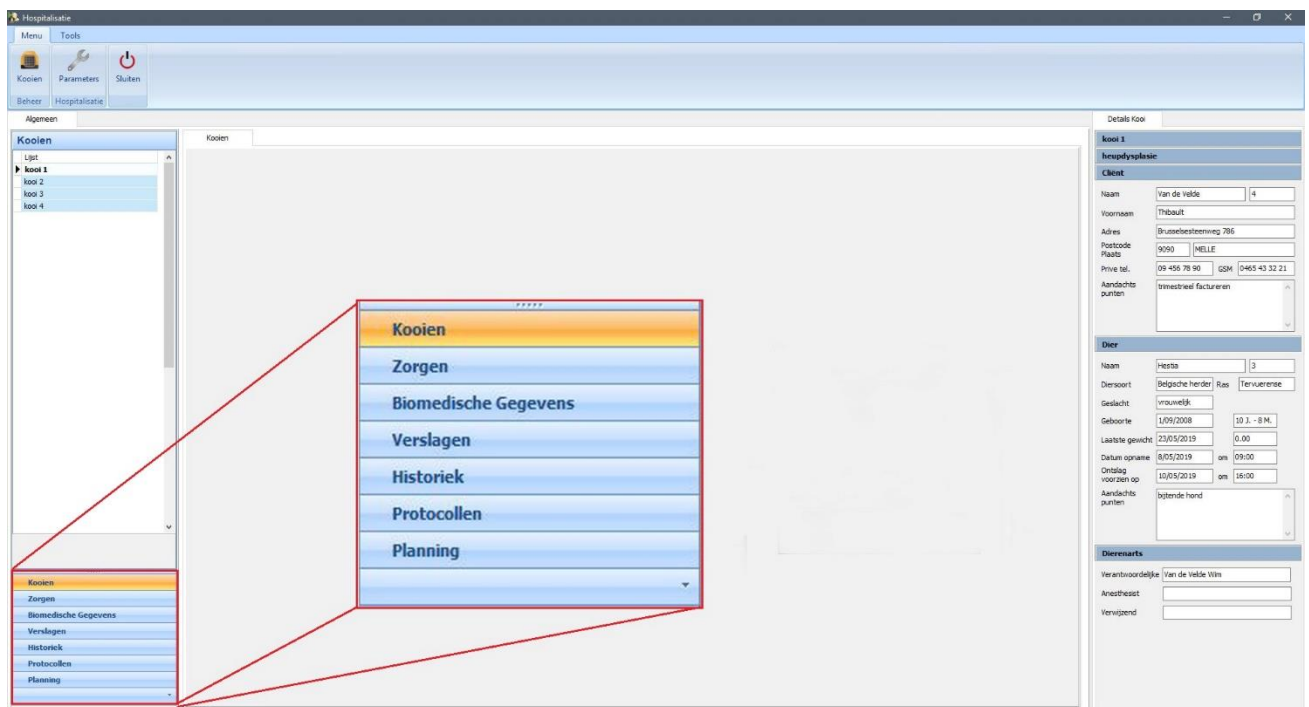 Hospitalisatie
Menu Tools
Kooien Parameters Sluiten
Beheer Hospitalisatie
Algemeen
Kooien
Lijst
kooi 1
kooi 2
kooi 3
kooi 4
Kooien
Zorgen
Biomedische Gegevens
Verslagen
Historiek
Protocollen
Planning
Kooien
Kooien
Zorgen
Biomedische Gegevens
Verslagen
Historiek
Protocollen
Planning
Details Kooi
kooi 1
heupdysplasie
Cliënt
Naam Van de Velde 4
Voornaam Thibault
Adres Brusselsesteenweg 786
Postcode Plaats 9090 MELLE
Prive tel. 09 456 78 90 GSM 0465 43 32 21
Aandachts punten trimestrieel factureren
Dier
Naam Hestia 3
Diersoort Belgische herder Ras Tervuerense
Geslacht vrouwelijk
Geboorte 1/09/2008 10 J. - 8 M.
Laatste gewicht 23/05/2019 0.00
Datum opname 8/05/2019 om 09:00
Ontslag voorzien op 10/05/2019 om 16:00
Aandachts punten bijtende hond
Dierenarts
Verantwoordelijke Van de Velde Wim
Anesthesist
Verwijzend